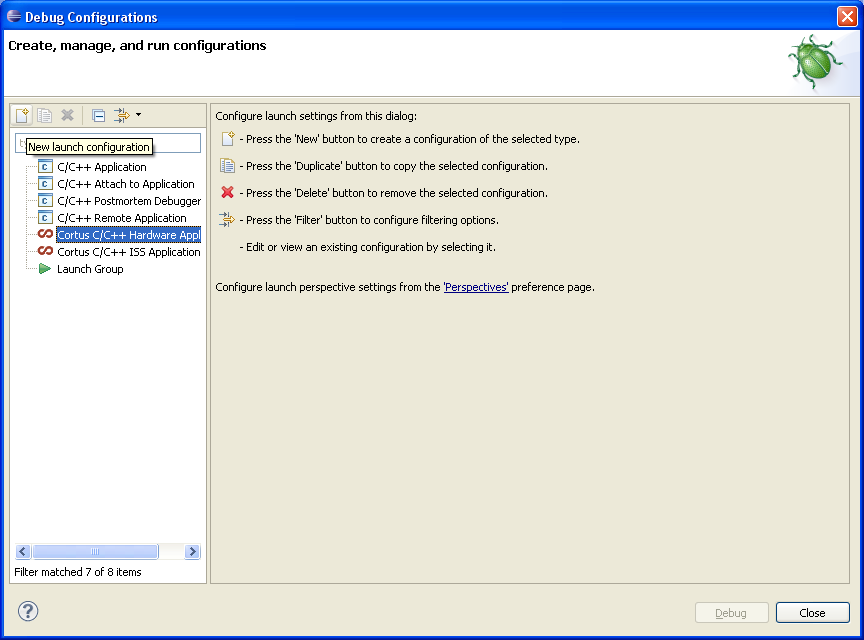 Debug Configurations
Create, manage, and run configurations
New launch configuration
C/C++ Application
C/C++ Attach to Application
C/C++ Postmortem Debugger
C/C++ Remote Application
Cortus C/C++ Hardware Appl
Cortus C/C++ ISS Application
Launch Group
Filter matched 7 of 8 items
Configure launch settings from this dialog:
- Press the 'New' button to create a configuration of the selected type.
- Press the 'Duplicate' button to copy the selected configuration.
- Press the 'Delete' button to remove the selected configuration.
- Press the 'Filter' button to configure filtering options.
- Edit or view an existing configuration by selecting it.
Configure launch perspective settings from the 'Perspectives' preference page.
Debug
Close